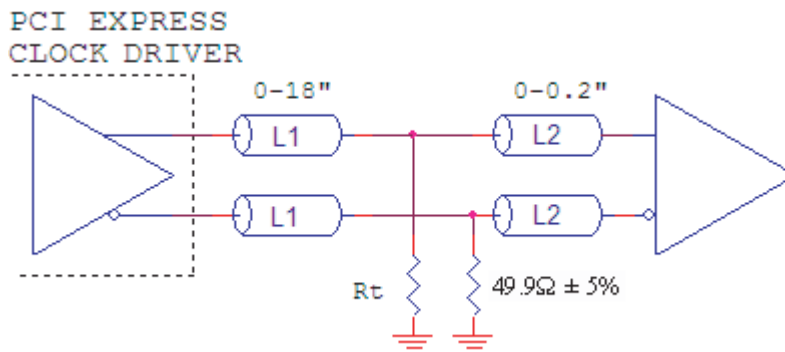 PCI EXPRESS
CLOCK DRIVER
0-18"
0-0.2"
L1
L2
L1
L2
Rt
49.9Ω ± 5%